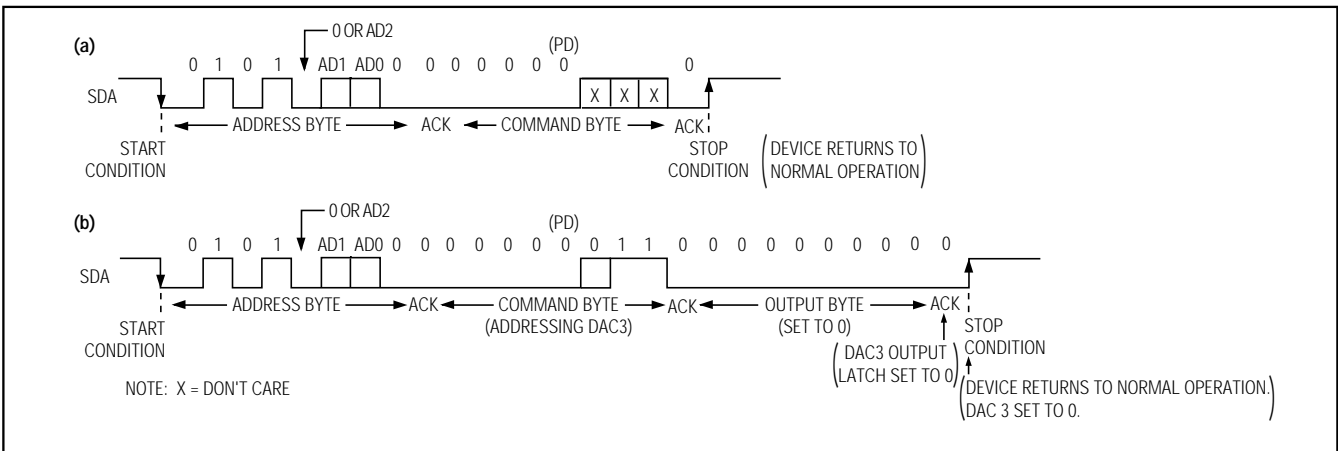 (a)
0 OR AD2
(PD)
0 1 0 1 AD1 AD0 0 0 0 0 0 0 0 0
SDA
X X X
ADDRESS BYTE ACK COMMAND BYTE ACK
START CONDITION
STOP CONDITION
(DEVICE RETURNS TO
NORMAL OPERATION)
(b)
0 OR AD2
(PD)
0 1 0 1 AD1 AD0 0 0 0 0 0 0 0 0 1 1 0 0 0 0 0 0 0 0 0 0
SDA
ADDRESS BYTE ACK COMMAND BYTE ACK OUTPUT BYTE ACK
(ADDRESSING DAC3)
(SET TO 0)
START
CONDITION
STOP
CONDITION
(DAC3 OUTPUT
LATCH SET TO 0)
NOTE: X = DON'T CARE
(DEVICE RETURNS TO NORMAL OPERATION.
DAC 3 SET TO 0.)